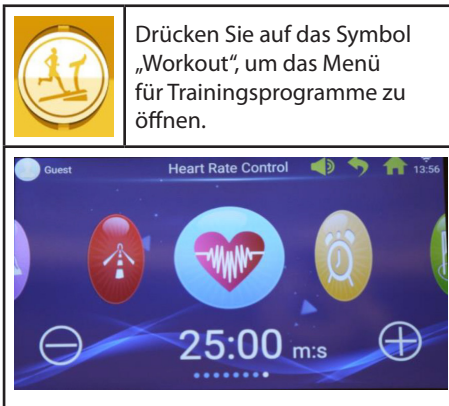 Drücken Sie auf das Symbol
„Workout“, um das Menü
für Trainingsprogramme zu
öffnen.
Guest Heart Rate Control 13:56
25:00 m:s